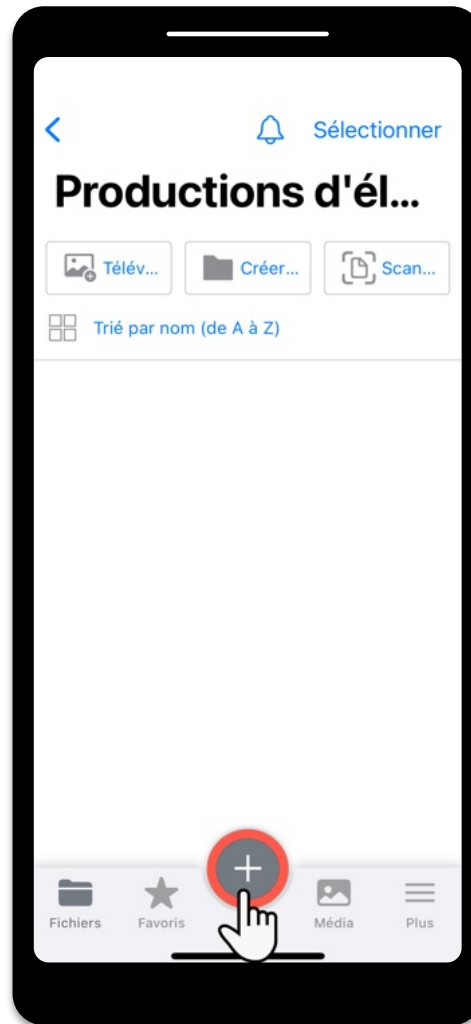 Sélectionner
Productions d'él...
Télév... Créer... Scan...
Trié par nom (de A à Z)
Fichiers Favoris Média Plus